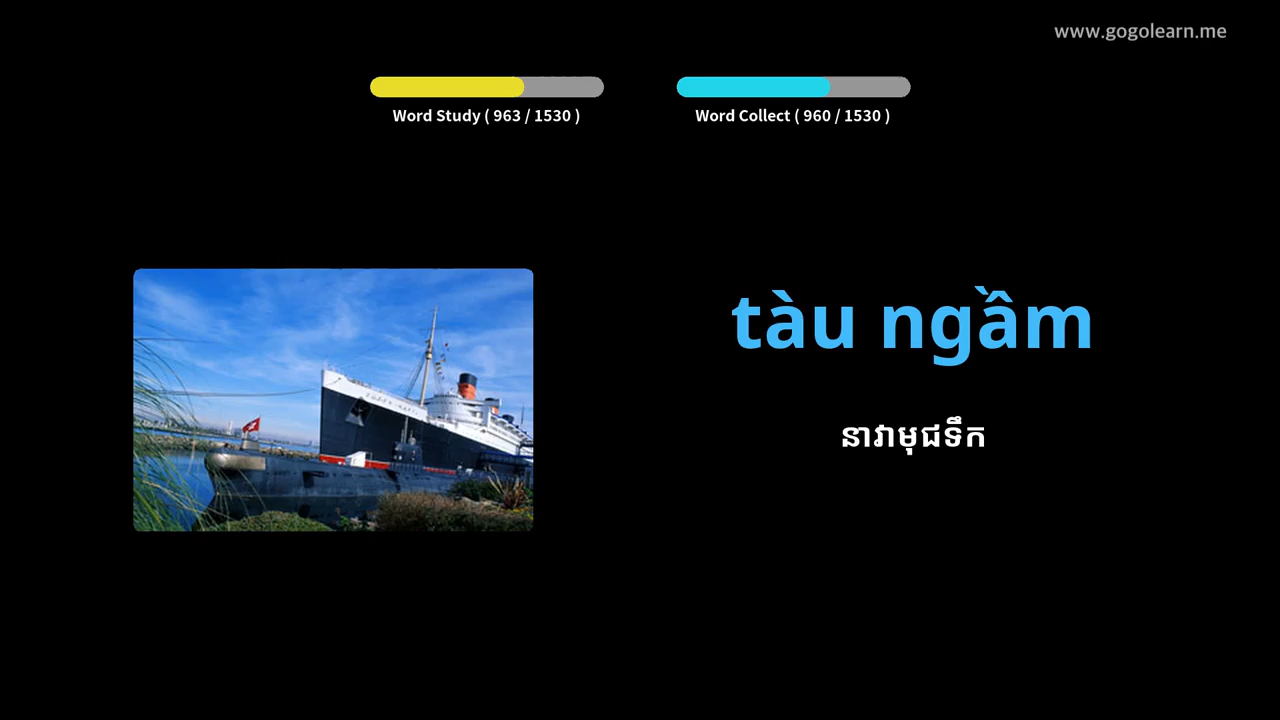 www.gogolearn.me
Word Study ( 963 / 1530 )
Word Collect ( 960 / 1530 )
tàu ngầm
នាវាមុជទឹក